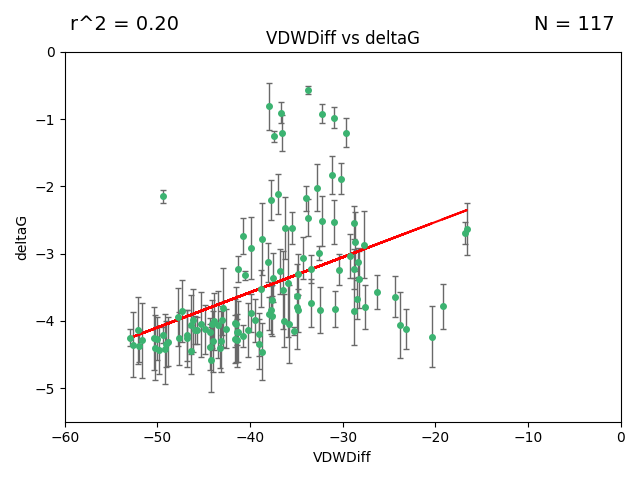 r^2 = 0.20
N = 117
VDWDiff vs deltaG
0
−1
−2
−3
−4
−5
deltaG
−60 −50 −40 −30 −20 −10 0
VDWDiff